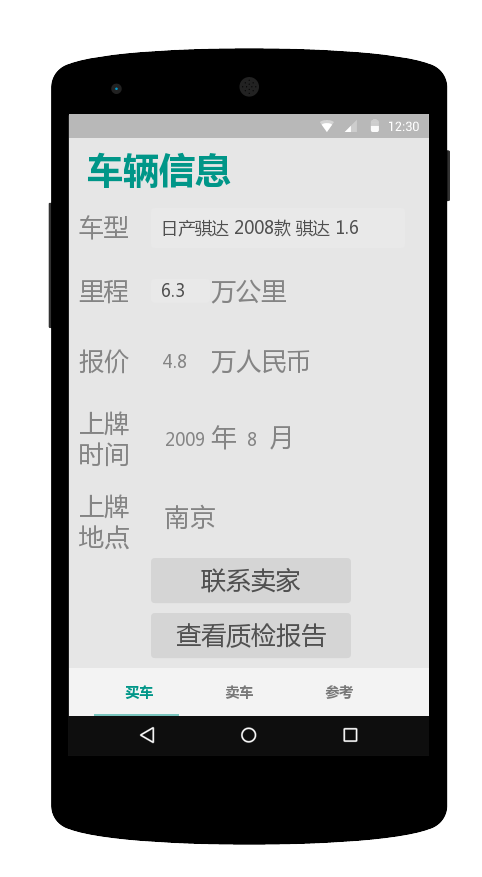 12:30
车辆信息
车型 日产骐达 2008款 骐达 1.6
里程 6.3 万公里
报价 4.8 万人民币
上牌
时间
2009 年 8 月
上牌
地点
南京
联系卖家
查看质检报告
买车 卖车 参考